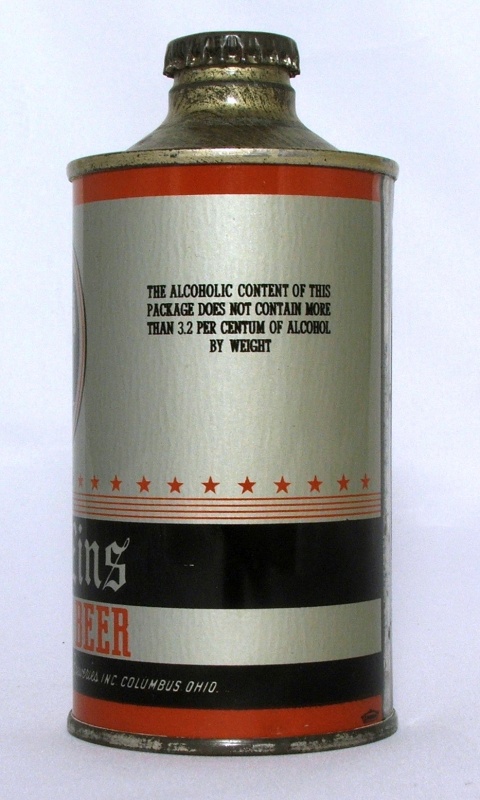 THE ALCOHOLIC CONTENT OF THIS
PACKAGE DOES NOT CONTAIN MORE
THAN 3.2 PER CENTUM OF ALCOHOL
BY WEIGHT
BEER
INC COLUMBUS OHIO.